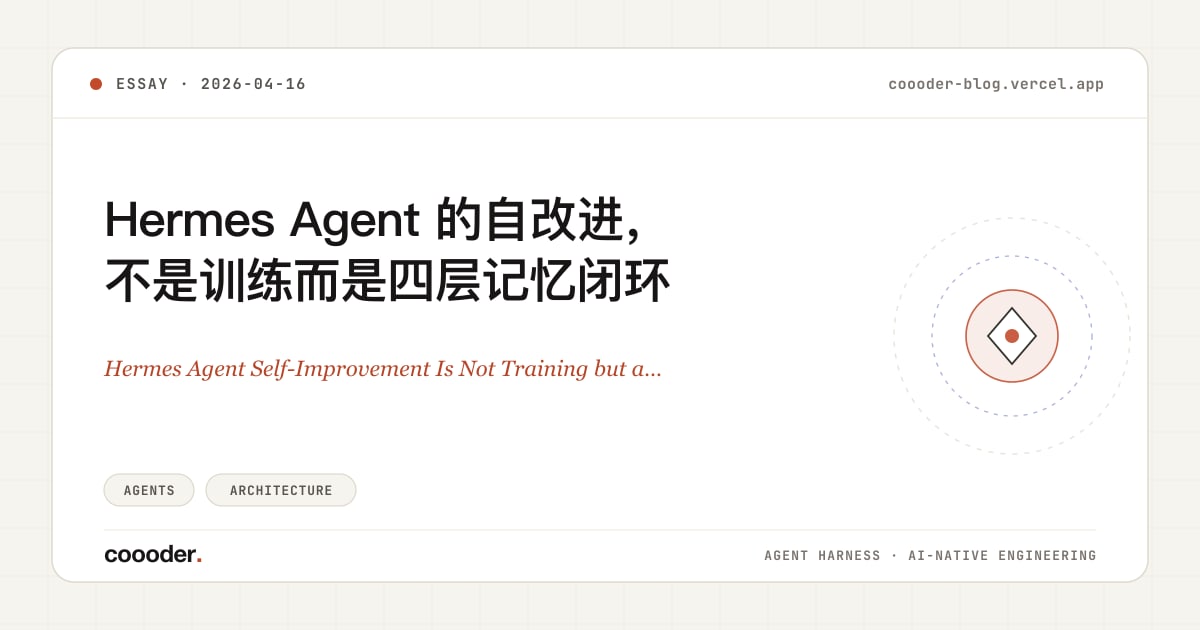 ESSAY · 2026-04-16
coooder-blog.vercel.app
Hermes Agent 的自改进，
不是训练而是四层记忆闭环
Hermes Agent Self-Improvement Is Not Training but a…
AGENTS
ARCHITECTURE
coooder.
AGENT HARNESS · AI-NATIVE ENGINEERING